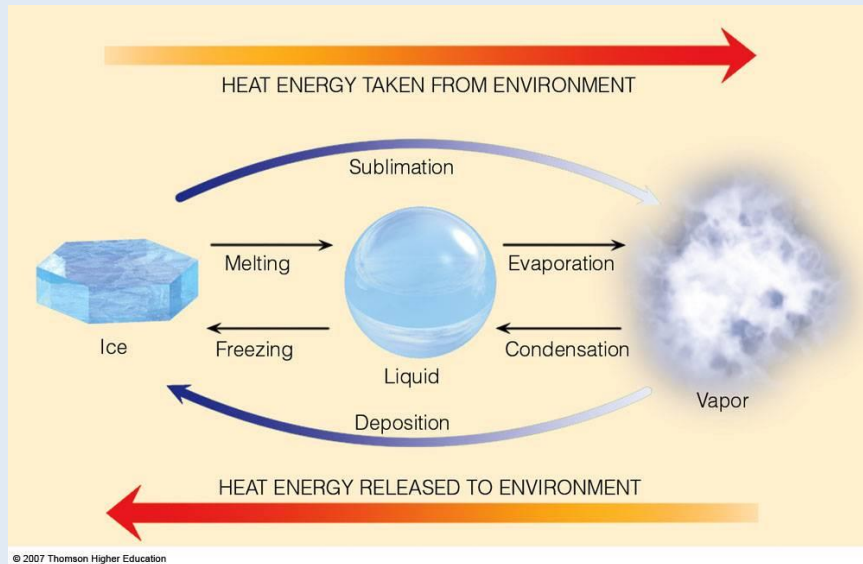 HEAT ENERGY TAKEN FROM ENVIRONMENT
Sublimation
Melting
Evaporation
Ice
Freezing
Liquid
Condensation
Vapor
Deposition
HEAT ENERGY RELEASED TO ENVIRONMENT
© 2007 Thomson Higher Education